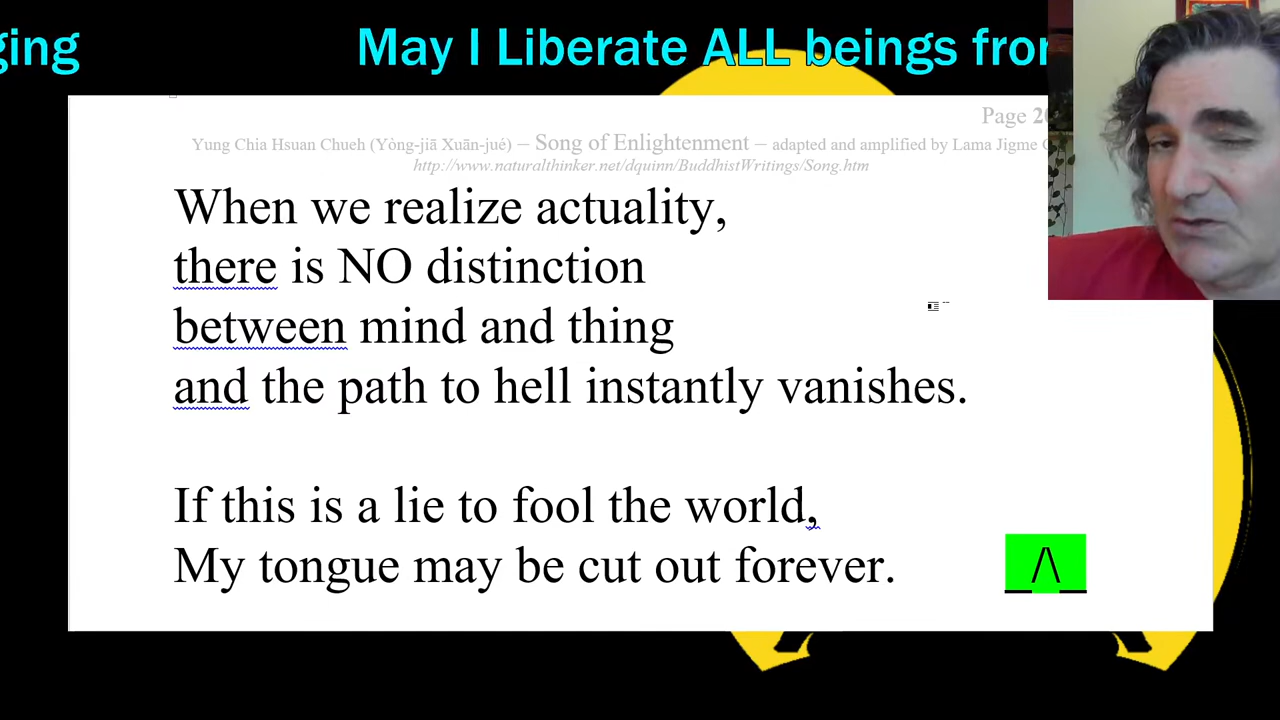 ging May I Liberate ALL beings from
Page 20
Yung Chia Hsuan Chueh (Yòng-jiā Xuān-jué) – Song of Enlightenment – adapted and amplified by Lama Jigme
http://www.naturalthinker.net/dquinn/BuddhistWritings/Song.htm
When we realize actuality,
there is NO distinction
between mind and thing
and the path to hell instantly vanishes.
If this is a lie to fool the world,
My tongue may be cut out forever.
_/\_